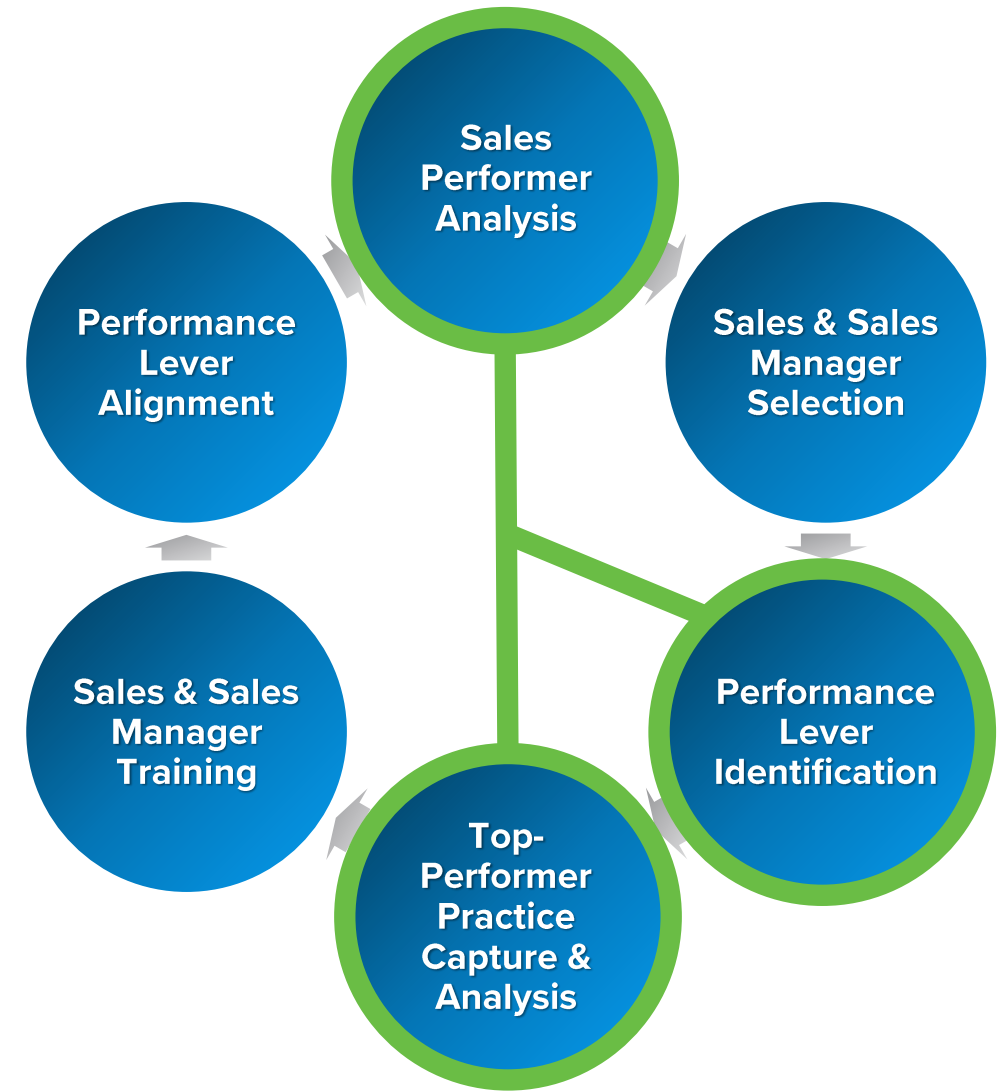 Sales
Performer
Analysis
Sales & Sales
Manager
Selection
Performance
Lever
Identification
Top-
Performer
Practice
Capture &
Analysis
Sales & Sales
Manager
Training
Performance
Lever
Alignment